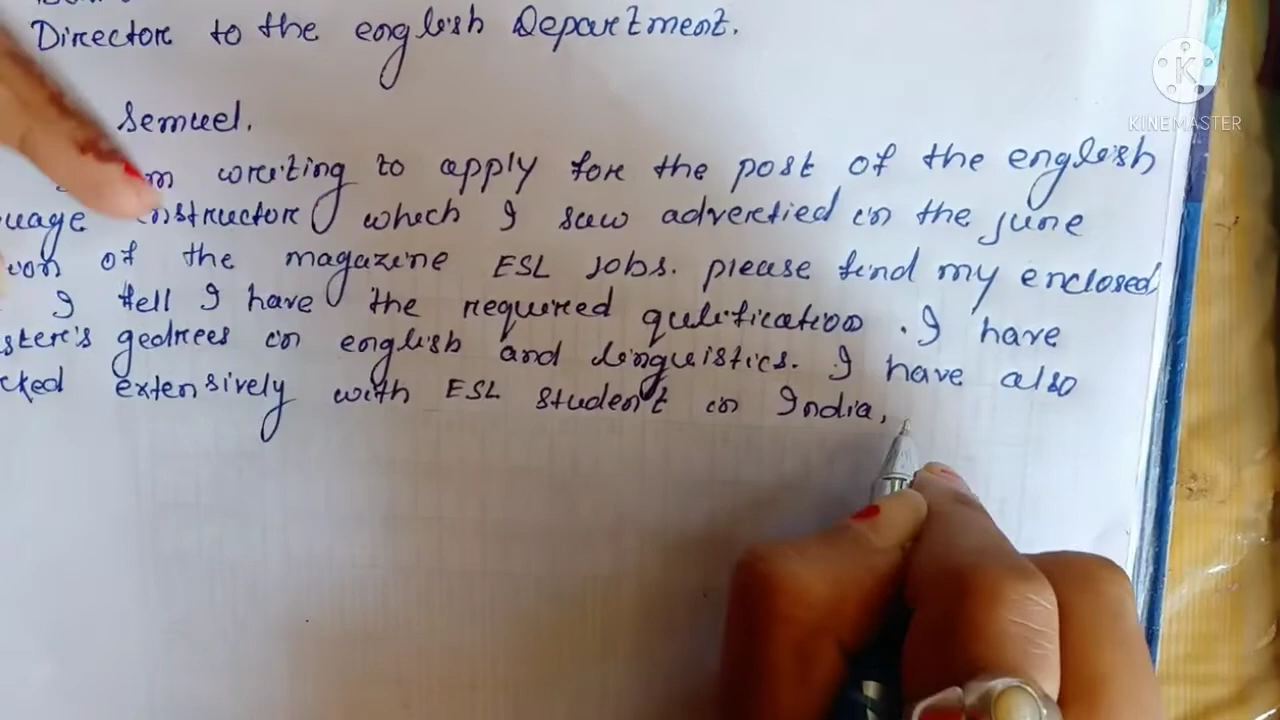 Director to the english Department.
Semuel.
writing to apply for the post of the english
uage instructor which I saw advertied in the june
of the magazine ESL Jobs. please find my enclosed
I fell I have the required qulification. I have
ster's gedrees in english and linguistics. I have also
cked extensively with ESL student in India,
KINEMASTER